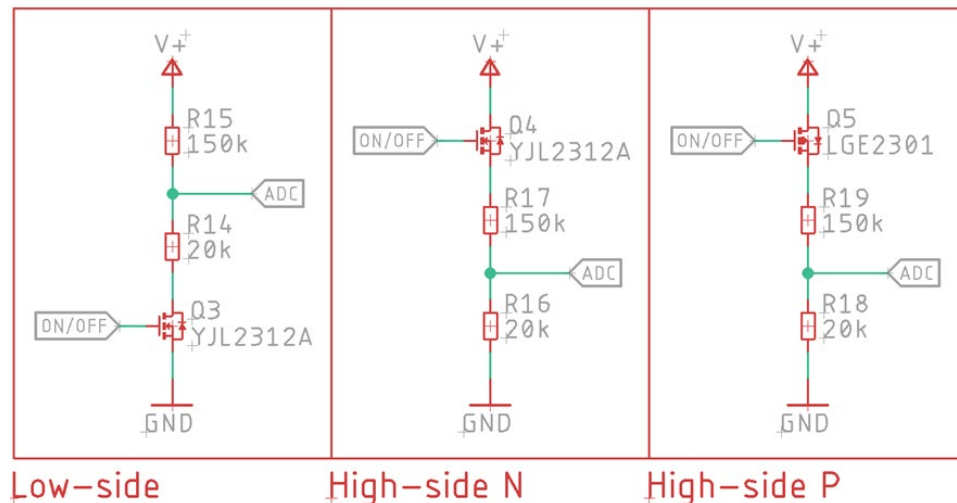 V+
R15
150k
ADC
R14
20k
Q3
ON/OFF
YJL2312A
GND
Low-side
V+
Q4
ON/OFF
YJL2312A
R17
150k
ADC
R16
20k
GND
High-side N
V+
Q5
ON/OFF
LGE2301
R19
150k
ADC
R18
20k
GND
High-side P